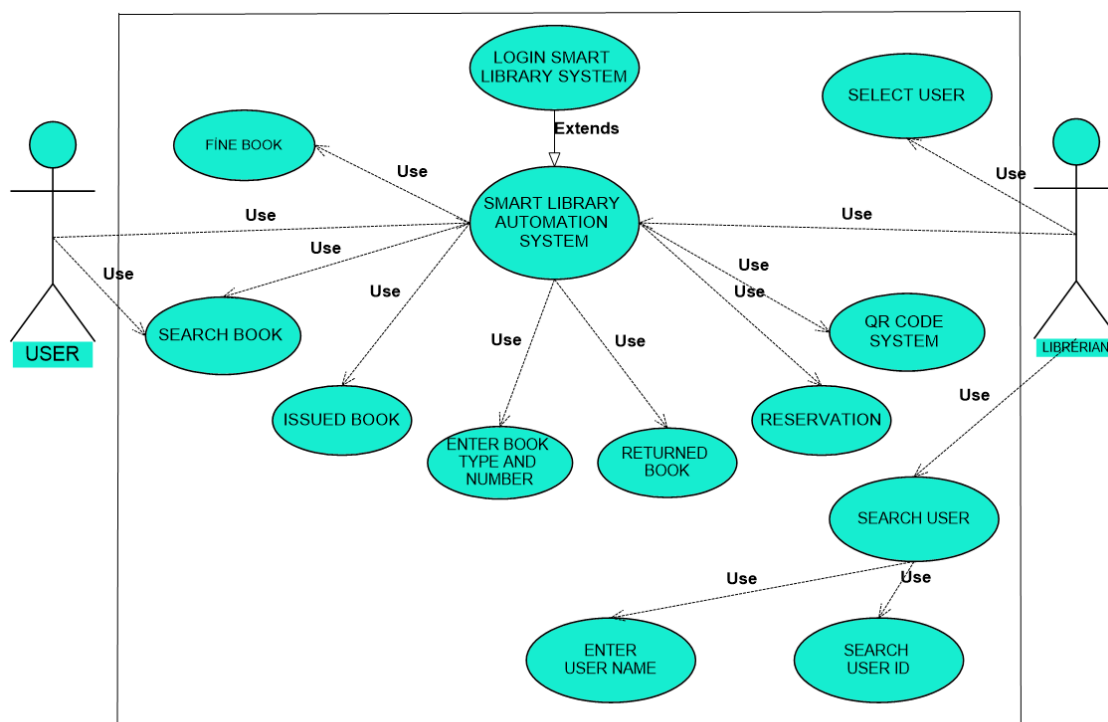 LOGIN SMART
LIBRARY SYSTEM
SELECT USER
Extends
FİNE BOOK
Use
Use
SMART LIBRARY
AUTOMATION
SYSTEM
Use
Use
Use
Use
Use
Use
Use
SEARCH BOOK
QR CODE
SYSTEM
USER
LIBRÉRIAN
Use
Use
Use
ISSUED BOOK
RESERVATION
ENTER BOOK
TYPE AND
NUMBER
RETURNED
BOOK
SEARCH USER
Use
Use
ENTER
USER NAME
SEARCH
USER ID